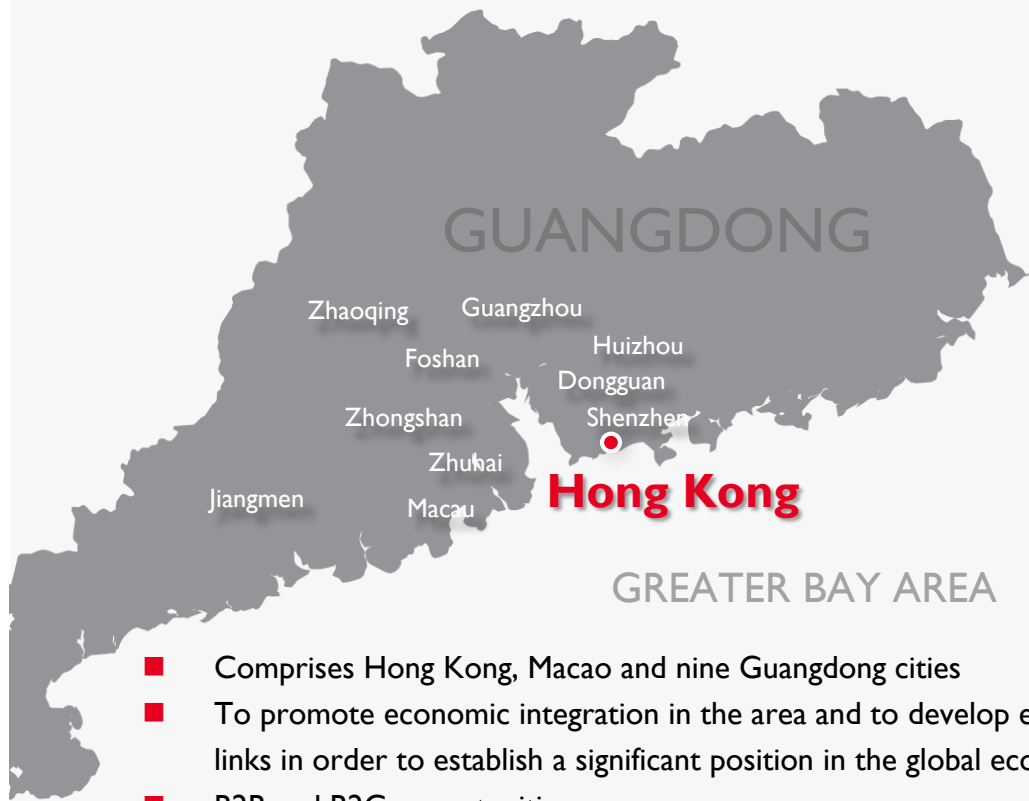 GUANGDONG
Zhaoqing
Guangzhou
Huizhou
Foshan
Dongguan
Zhongshan
Shenzhen
Zhuhai
Hong Kong
Jiangmen
Macau
GREATER BAY AREA
Comprises Hong Kong, Macao and nine Guangdong cities
To promote economic integration in the area and to develop
links in order to establish a significant position in the global